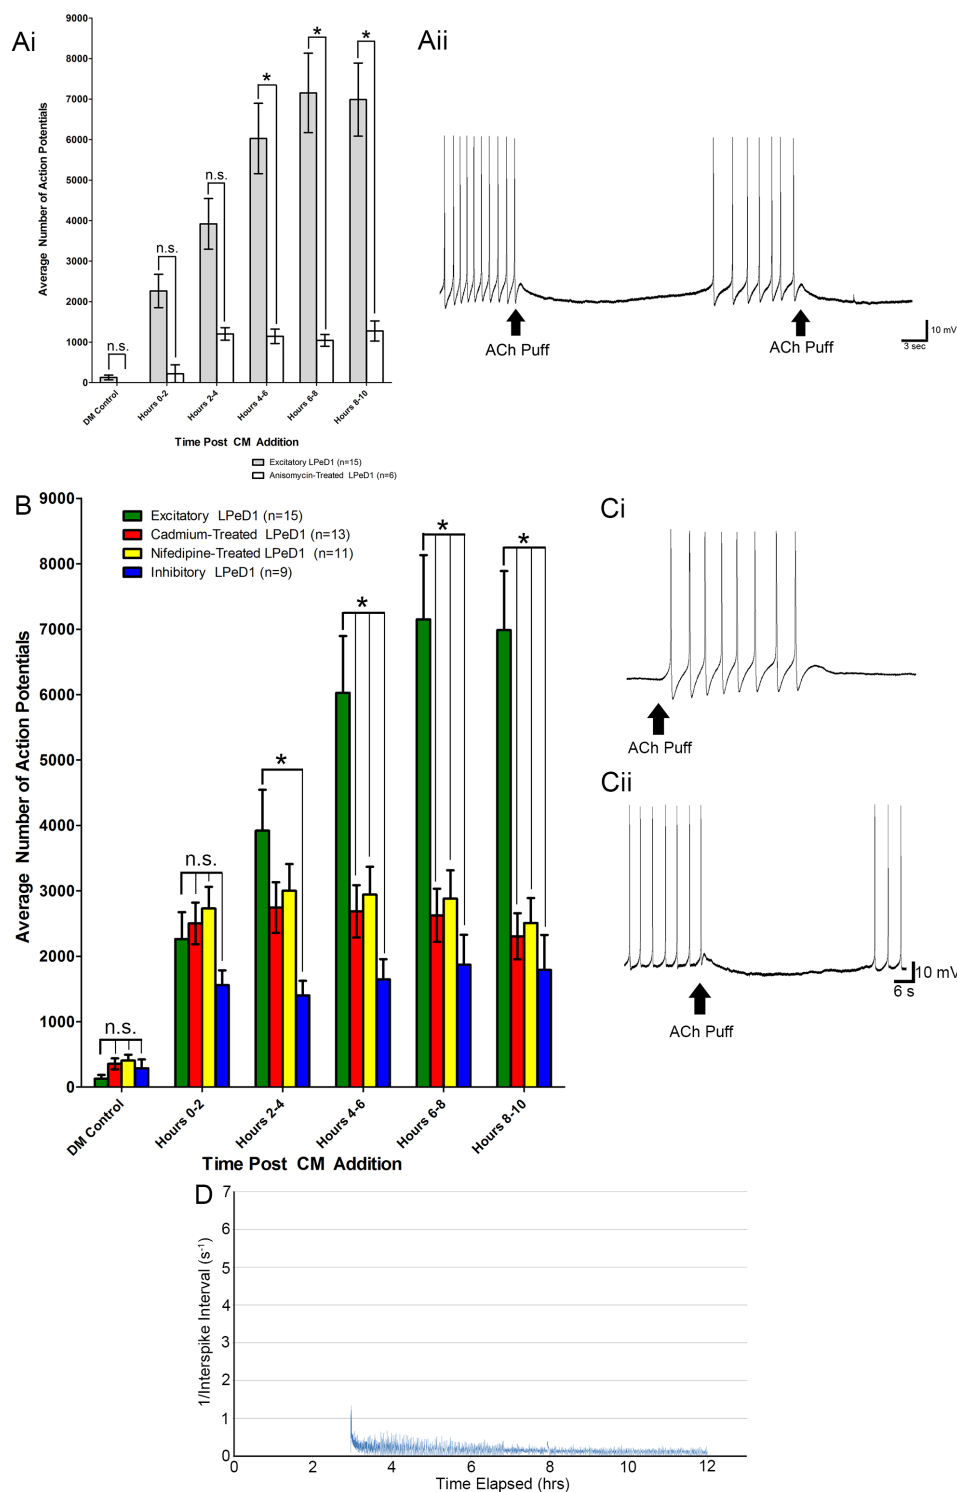 Ai
Average Number of Action Potentials
9000
8000
7000
6000
5000
4000
3000
2000
1000
0
n.s.
n.s.
n.s.
*
*
*
DM Control
Hours 0-2
Hours 2-4
Hours 4-6
Hours 6-8
Hours 8-10
Time Post CM Addition
Excitatory LPeD1 (n=15)
Anisomycin-Treated LPeD1 (n=6)
Aii
ACh Puff
ACh Puff
10 mV
3 sec
B
Average Number of Action Potentials
9000
8000
7000
6000
5000
4000
3000
2000
1000
0
Excitatory LPeD1 (n=15)
Cadmium-Treated LPeD1 (n=13)
Nifedipine-Treated LPeD1 (n=11)
Inhibitory LPeD1 (n=9)
n.s.
n.s.
*
*
*
*
DM Control
Hours 0-2
Hours 2-4
Hours 4-6
Hours 6-8
Hours 8-10
Time Post CM Addition
Ci
ACh Puff
Cii
ACh Puff
10 mV
6 s
D
1/Interspike Interval (s-1)
7
6
5
4
3
2
1
0
0 2 4 6 8 10 12
Time Elapsed (hrs)